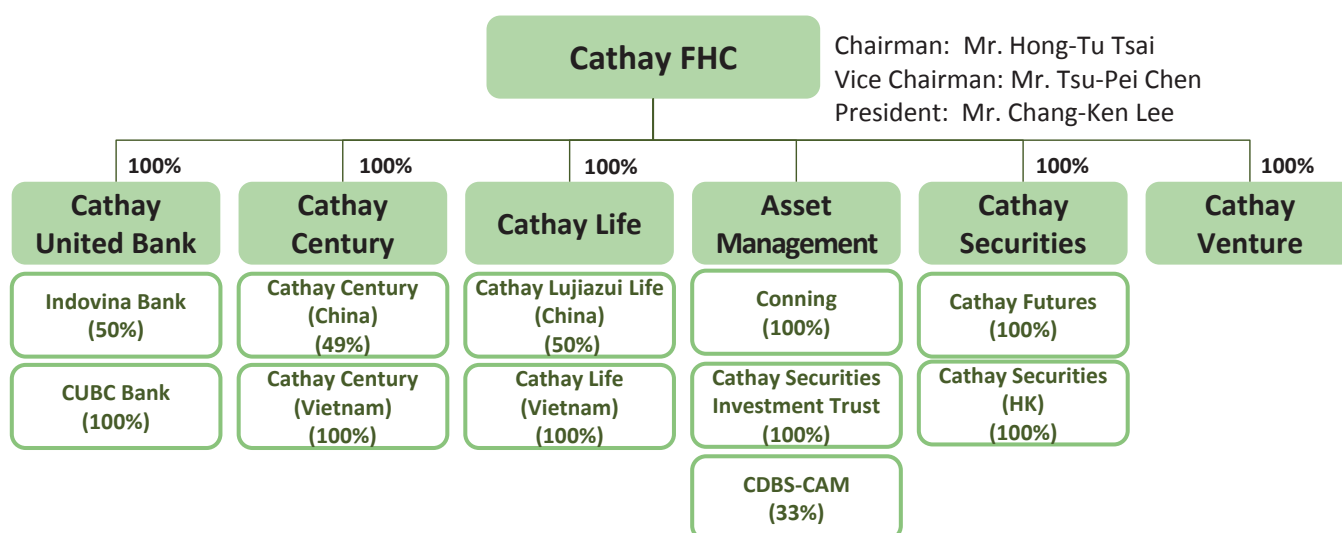 Cathay FHC
Chairman: Mr. Hong-Tu Tsai
Vice Chairman: Mr. Tsu-Pei Chen
President: Mr. Chang-Ken Lee
100%
100%
100%
100%
100%
Cathay
United Bank
Cathay
Century
Cathay Life
Asset
Management
Cathay
Securities
Cathay
Venture
Indovina Bank
(50%)
Cathay Century
(China)
(49%)
Cathay Lujiazui Life
(China)
(50%)
Conning
(100%)
Cathay Futures
(100%)
CUBC Bank
(100%)
Cathay Century
(Vietnam)
(100%)
Cathay Life
(Vietnam)
(100%)
Cathay Securities
Investment Trust
(100%)
Cathay Securities
(HK)
(100%)
CDBS-CAM
(33%)